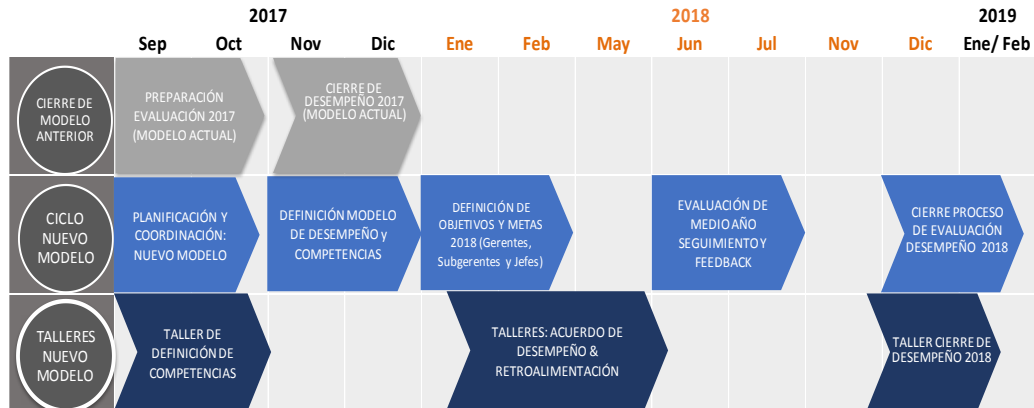 2017 2018 2019
Sep Oct Nov Dic Ene Feb May Jun Jul Nov Dic Ene/ Feb
CIERRE DE
MODELO
ANTERIOR
PREPARACIÓN
EVALUACIÓN 2017
(MODELO ACTUAL)
CIERRE DE
DESEMPEÑO 2017
(MODELO ACTUAL)
CICLO
NUEVO
MODELO
PLANIFICACIÓN Y
COORDINACIÓN:
NUEVO MODELO
DEFINICIÓN MODELO
DE DESEMPEÑO y
COMPETENCIAS
DEFINICIÓN DE
OBJETIVOS Y METAS
2018 (Gerentes,
Subgerentes y Jefes)
EVALUACIÓN DE
MEDIO AÑO
SEGUIMIENTO Y
FEEDBACK
CIERRE PROCESO
DE EVALUACIÓN
DESEMPEÑO 2018
TALLERES
NUEVO
MODELO
TALLER DE
DEFINICIÓN DE
COMPETENCIAS
TALLERES: ACUERDO DE
DESEMPEÑO &
RETROALIMENTACIÓN
TALLER CIERRE DE
DESEMPEÑO 2018